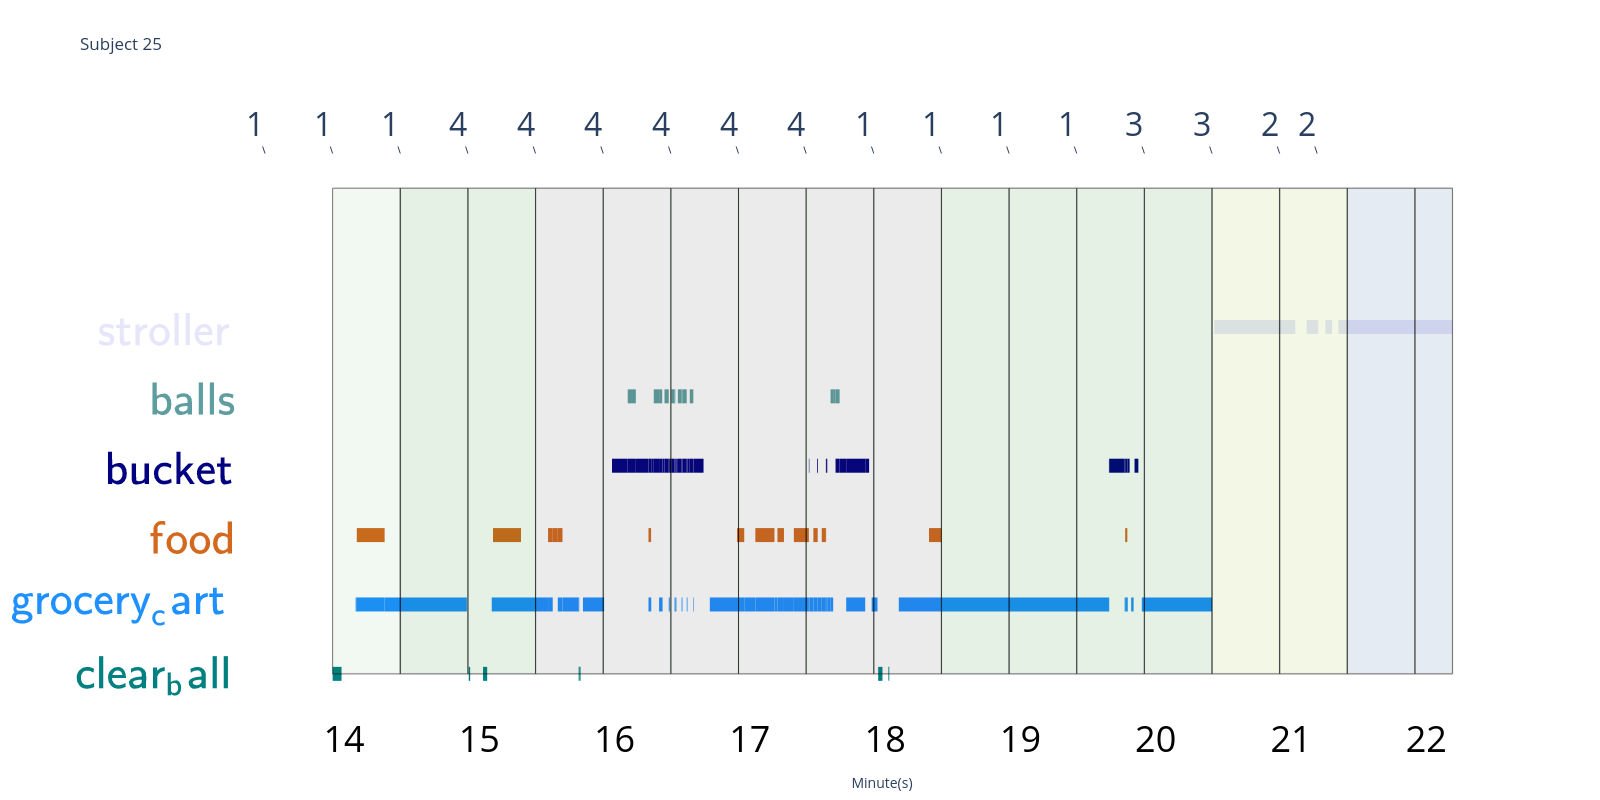 Subject 25
1 1 1 4 4 4 4 4 4 1 1 1 1 3 3 2 2
stroller
balls
bucket
food
grocery_cart
clear_ball
14 15 16 17 18 19 20 21 22
Minute(s)